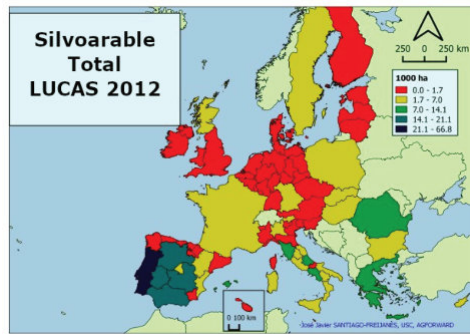 Silvoarable
Total
LUCAS 2012
250 0 250 km
1000 ha
0.0 - 1.7
1.7 - 7.0
7.0 - 14.1
14.1 - 21.1
21.1 - 66.8
0 100 km
-José Javier SANTIAGO-FREIJANES, USC, AGFORWARD